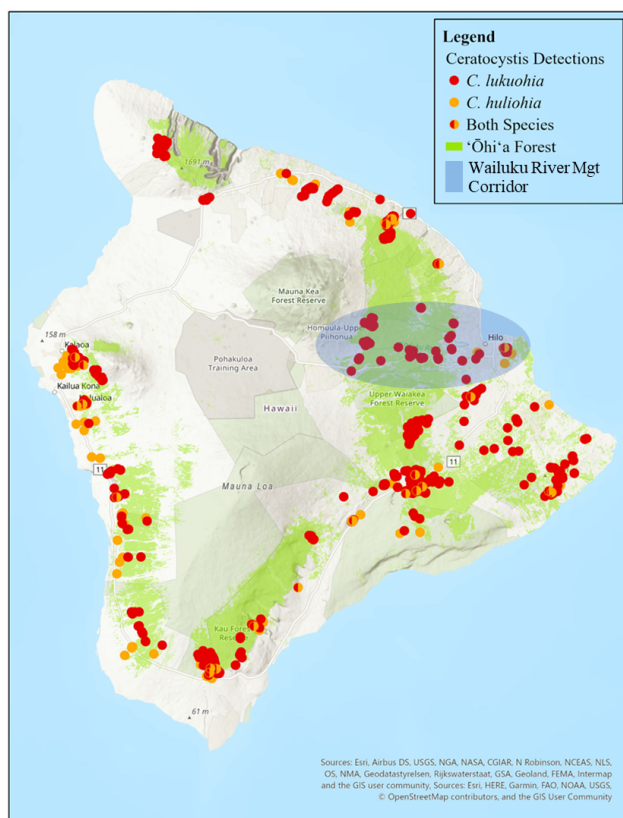 Legend
Ceratocystis Detections
C. lukuohia
C. huliohia
Both Species
ʻŌhiʻa Forest
Wailuku River Mgt
Corridor
1691 m
Mauna Kea
Forest Reserve
Homuula-Upper
Piihonua
Hilo
158 m
Kalaoa
Kailua Kona
Pohakuloa
Training Area
Upper Waiakea
Forest Reserve
Hawaii
11
11
Mauna Loa
Kau Forest
61 m
Sources: Esri, Airbus DS, USGS, NGA, NASA, CGIAR, N Robinson, NCEAS, NLS,
OS, NMA, Geodatastyrelsen, Rijkswaterstaat, GSA, Geoland, FEMA, Intermap
and the GIS user community, Sources: Esri, HERE, Garmin, FAO, NOAA, USGS,
© OpenStreetMap contributors, and the GIS User Community